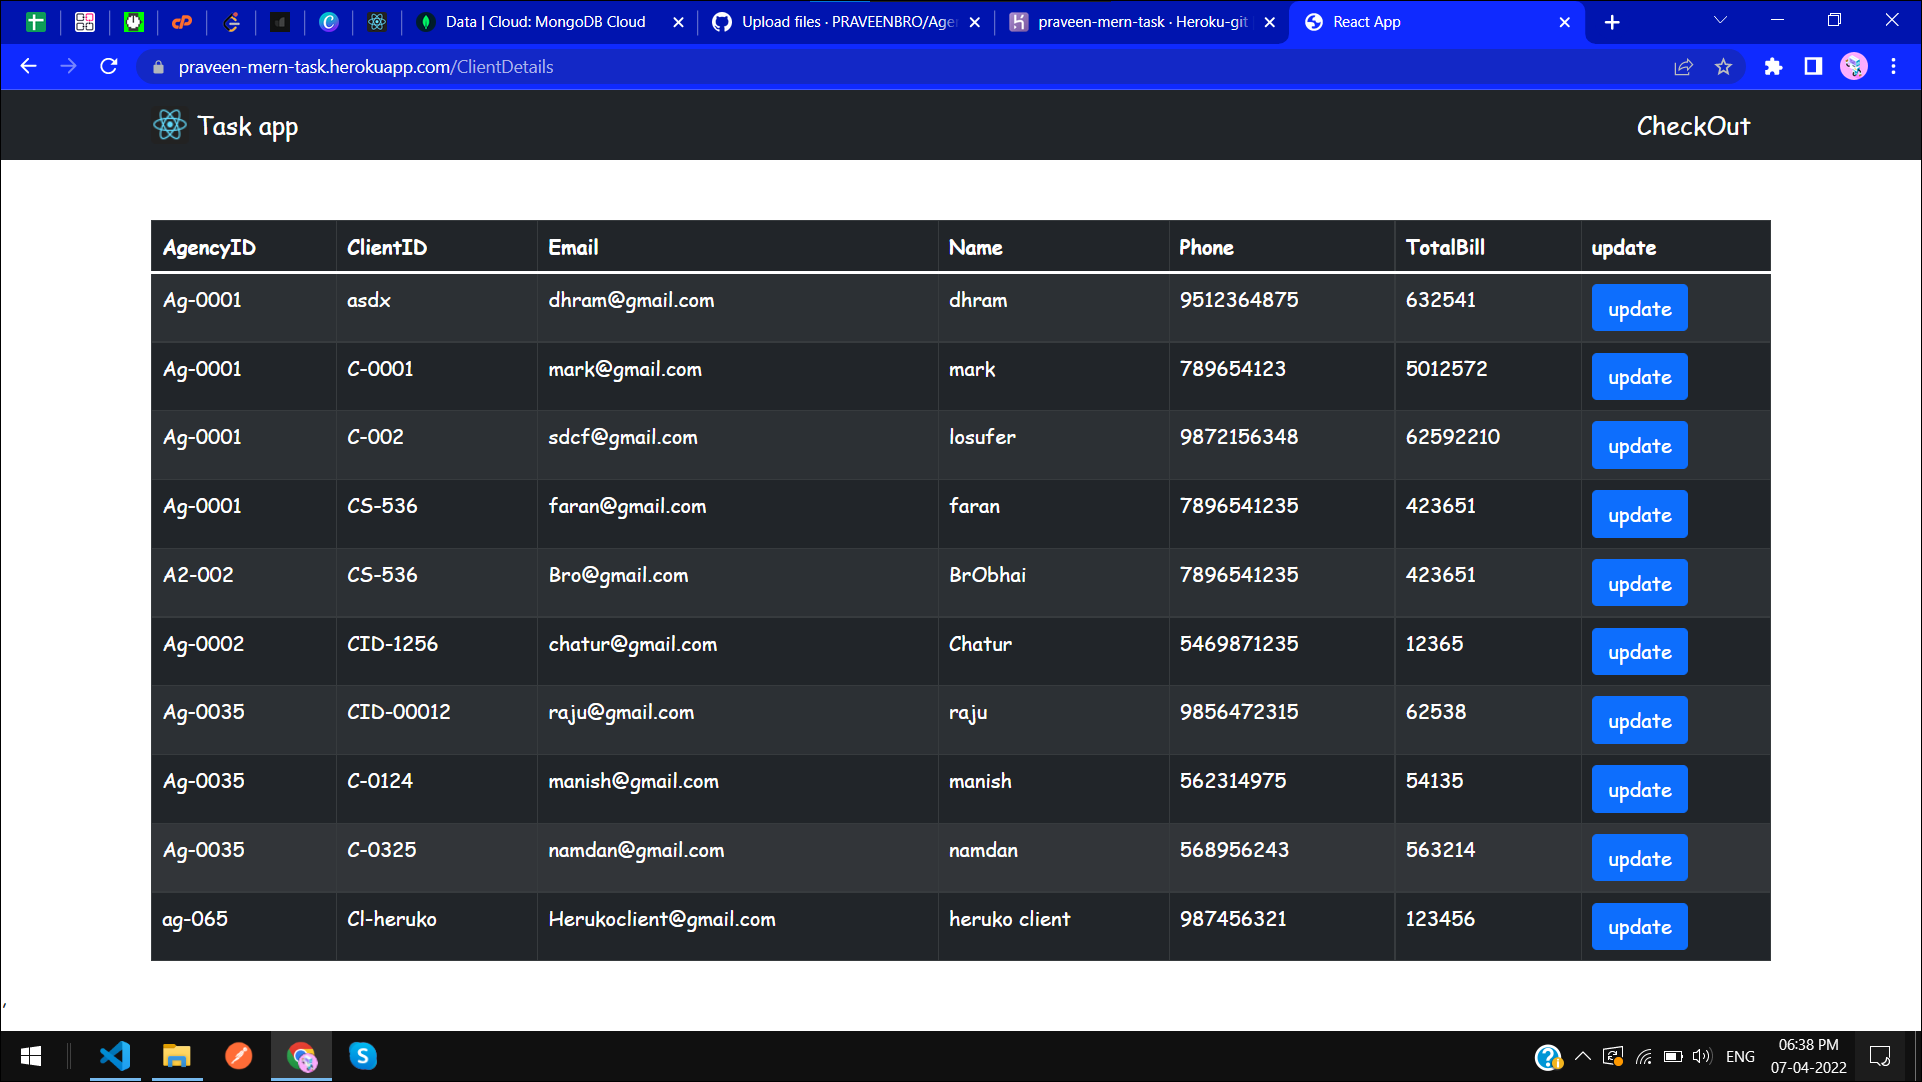 Data | Cloud: MongoDB Cloud
Upload files · PRAVEENBRO/Age
praveen-mern-task · Heroku-git
React App
praveen-mern-task.herokuapp.com/ClientDetails
Task app CheckOut
AgencyID ClientID Email Name Phone TotalBill update
Ag-0001 asdx dhram@gmail.com dhram 9512364875 632541 update
Ag-0001 C-0001 mark@gmail.com mark 789654123 5012572 update
Ag-0001 C-002 sdcf@gmail.com losufer 9872156348 62592210 update
Ag-0001 CS-536 faran@gmail.com faran 7896541235 423651 update
A2-002 CS-536 Bro@gmail.com BrObhai 7896541235 423651 update
Ag-0002 CID-1256 chatur@gmail.com Chatur 5469871235 12365 update
Ag-0035 CID-00012 raju@gmail.com raju 9856472315 62538 update
Ag-0035 C-0124 manish@gmail.com manish 562314975 54135 update
Ag-0035 C-0325 namdan@gmail.com namdan 568956243 563214 update
ag-065 Cl-heruko Herukoclient@gmail.com heruko client 987456321 123456 update
,
ENG
06:38 PM
07-04-2022